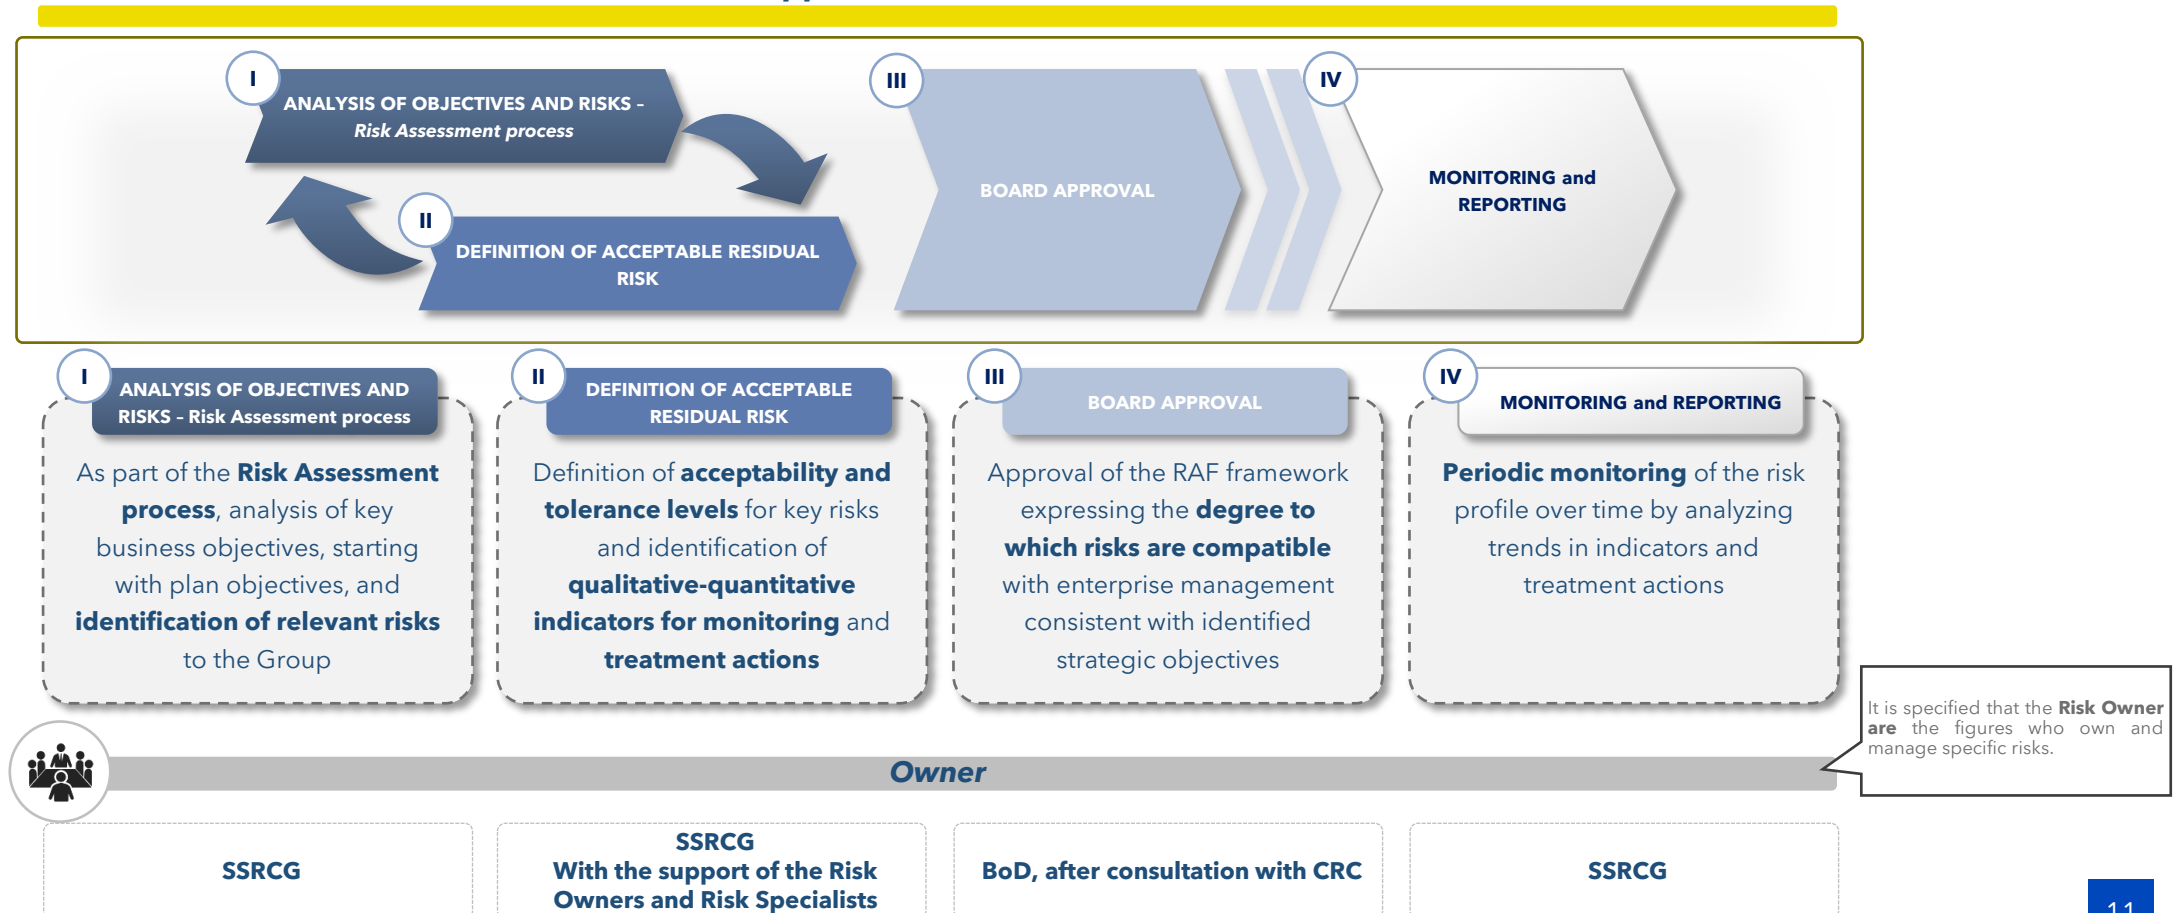 I
ANALYSIS OF OBJECTIVES AND RISKS –
Risk Assessment process
II
DEFINITION OF ACCEPTABLE RESIDUAL
RISK
III
BOARD APPROVAL
IV
MONITORING and
REPORTING
I
ANALYSIS OF OBJECTIVES AND
RISKS – Risk Assessment process
As part of the Risk Assessment
process, analysis of key
business objectives, starting
with plan objectives, and
identification of relevant risks
to the Group
II
DEFINITION OF ACCEPTABLE
RESIDUAL RISK
Definition of acceptability and
tolerance levels for key risks
and identification of
qualitative-quantitative
indicators for monitoring and
treatment actions
III
BOARD APPROVAL
Approval of the RAF framework
expressing the degree to
which risks are compatible
with enterprise management
consistent with identified
strategic objectives
IV
MONITORING and REPORTING
Periodic monitoring of the risk
profile over time by analyzing
trends in indicators and
treatment actions
It is specified that the Risk Owner
are the figures who own and
manage specific risks.
Owner
SSRCG
SSRCG
With the support of the Risk
Owners and Risk Specialists
BoD, after consultation with CRC
SSRCG
11